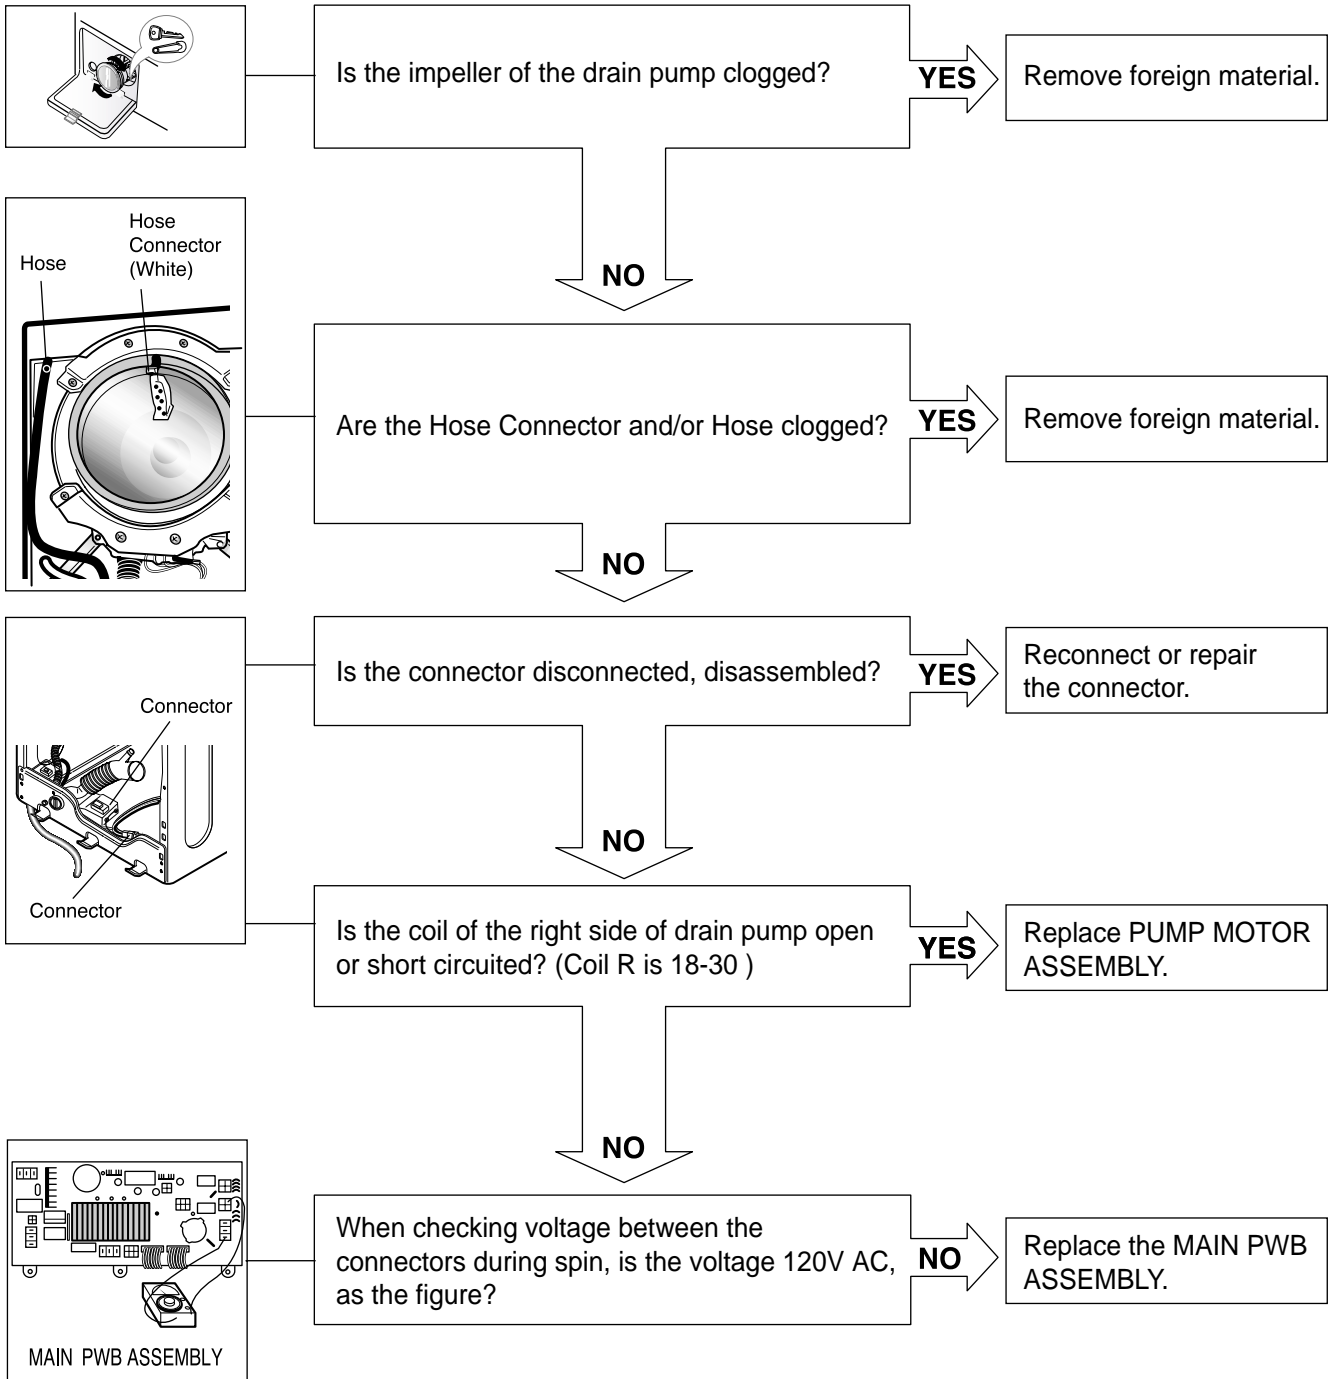 Is the impeller of the drain pump clogged?
YES
Remove foreign material.
NO
Hose
Hose
Connector
(White)
Are the Hose Connector and/or Hose clogged?
YES
Remove foreign material.
NO
Connector
Connector
Is the connector disconnected, disassembled?
YES
Reconnect or repair
the connector.
NO
Is the coil of the right side of drain pump open
or short circuited? (Coil R is 18-30 )
YES
Replace PUMP MOTOR
ASSEMBLY.
NO
MAIN PWB ASSEMBLY
When checking voltage between the
connectors during spin, is the voltage 120V AC,
as the figure?
NO
Replace the MAIN PWB
ASSEMBLY.